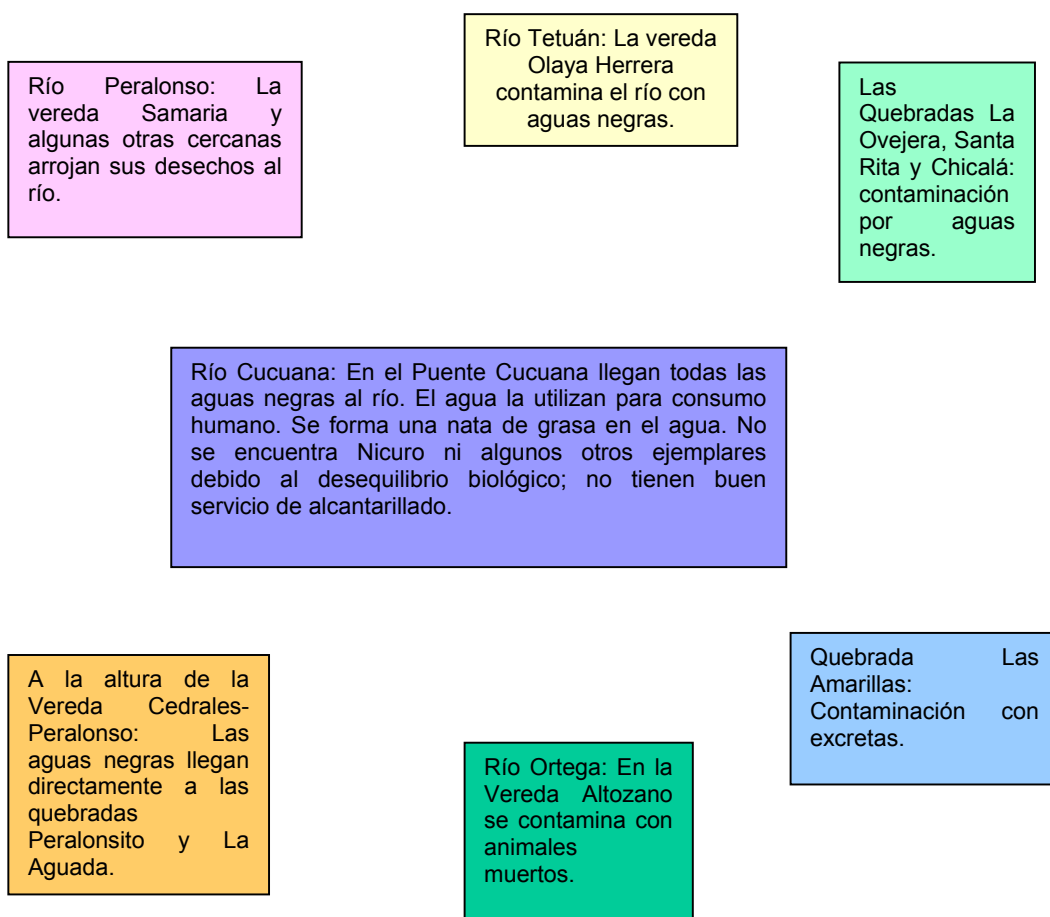 Río Tetuán: La vereda
Olaya Herrera
contamina el río con
aguas negras.
Río Peralonso: La
vereda Samaria y
algunas otras cercanas
arrojan sus desechos al
río.
Las
Quebradas La
Ovejera, Santa
Rita y Chicalá:
contaminación
por aguas
negras.
Río Cucuana: En el Puente Cucuana llegan todas las
aguas negras al río. El agua la utilizan para consumo
humano. Se forma una nata de grasa en el agua. No
se encuentra Nicuro ni algunos otros ejemplares
debido al desequilibrio biológico; no tienen buen
servicio de alcantarillado.
A la altura de la
Vereda Cedrales-
Peralonso: Las
aguas negras llegan
directamente a las
quebradas
Peralonsito y La
Aguada.
Quebrada Las
Amarillas:
Contaminación con
excretas.
Río Ortega: En la
Vereda Altozano
se contamina con
animales
muertos.